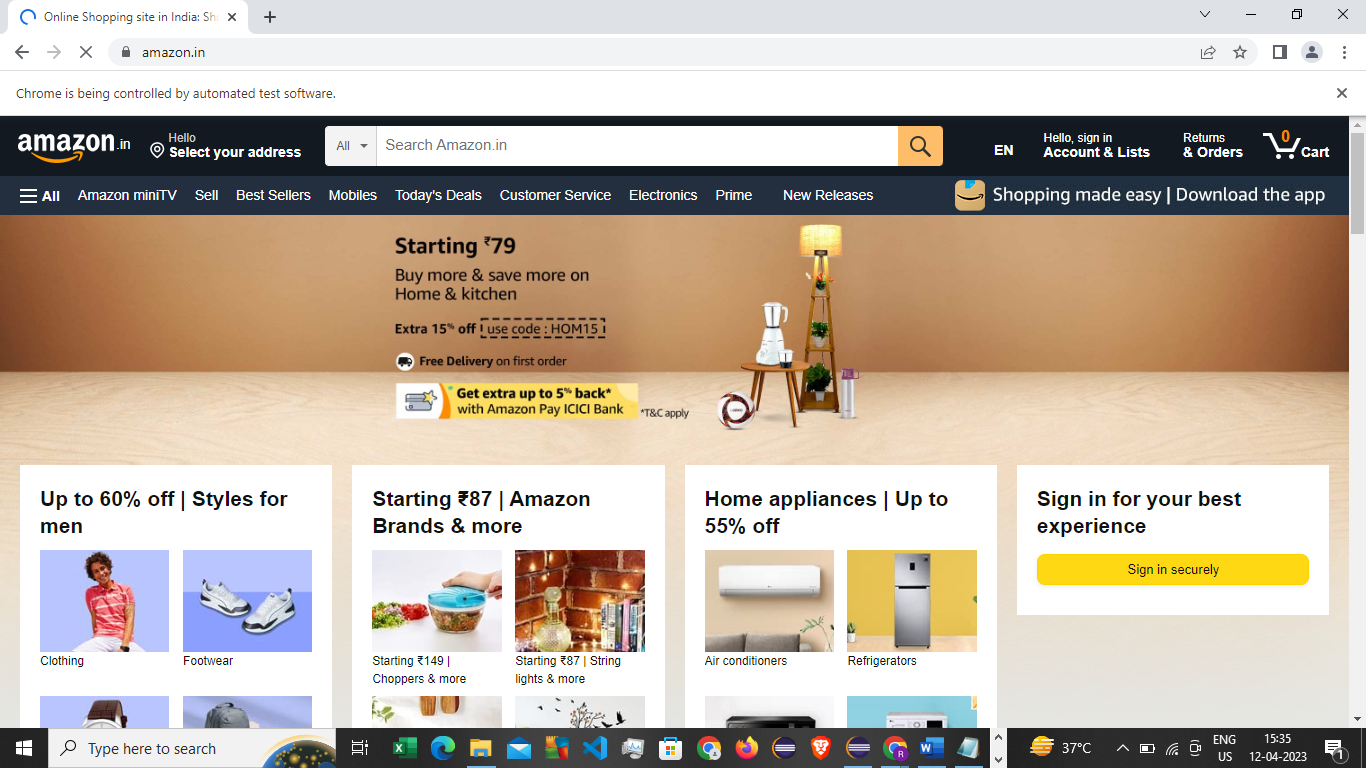 Online Shopping site in India: Sh
amazon.in
Chrome is being controlled by automated test software.
amazon.in
Hello
Select your address
All
Search Amazon.in
EN
Hello, sign in
Account & Lists
Returns
& Orders
0
Cart
All
Amazon miniTV
Sell
Best Sellers
Mobiles
Today's Deals
Customer Service
Electronics
Prime
New Releases
Shopping made easy | Download the app
Starting ₹79
Buy more & save more on
Home & kitchen
Extra 15% off use code : HOM15
Free Delivery on first order
Get extra up to 5% back*
with Amazon Pay ICICI Bank
*T&C apply
Up to 60% off | Styles for
men
Clothing
Footwear
Starting ₹87 | Amazon
Brands & more
Starting ₹149 |
Choppers & more
Starting ₹87 | String
lights & more
Home appliances | Up to
55% off
Air conditioners
Refrigerators
Sign in for your best
experience
Sign in securely
Type here to search
37°C
ENG
US
15:35
12-04-2023
1